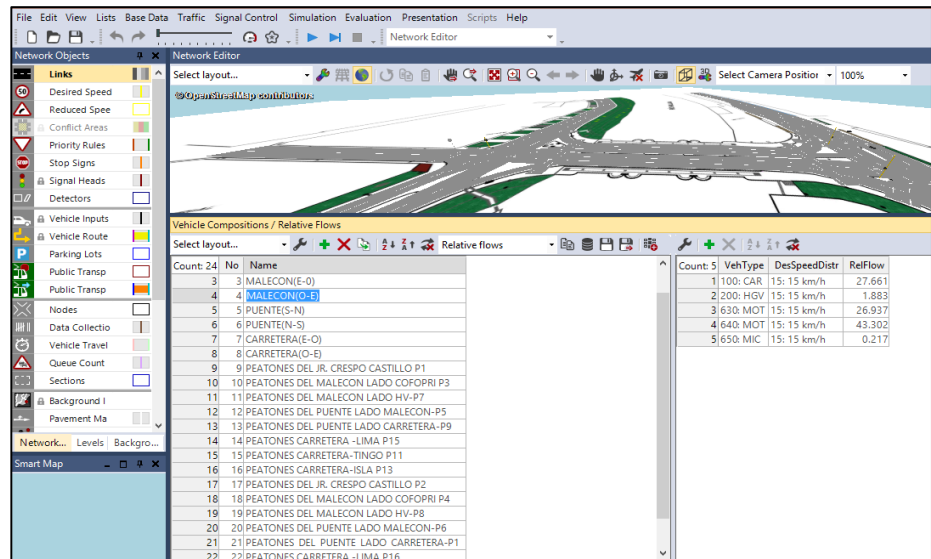 File Edit View Lists Base Data Traffic Signal Control Simulation Evaluation Presentation Scripts Help
Network Editor
Network Objects
Network Editor
Links
Desired Speed
Reduced Spee
Conflict Areas
Priority Rules
Stop Signs
Signal Heads
Detectors
Vehicle Inputs
Vehicle Route
Parking Lots
Public Transp
Public Transp
Nodes
Data Collectio
Vehicle Travel
Queue Count
Sections
Background I
Pavement Ma
Network... Levels Backgro...
Smart Map
Select layout... Select Camera Position 100%
©OpenStreetMap contributors
Vehicle Compositions / Relative Flows
Select layout... Relative flows
Count: 24 No Name
3 3 MALECON(E-0)
4 4 MALECON(O-E)
5 5 PUENTE(S-N)
6 6 PUENTE(N-S)
7 7 CARRETERA(E-O)
8 8 CARRETERA(O-E)
9 9 PEATONES DEL JR. CRESPO CASTILLO P1
10 10 PEATONES DEL MALECON LADO COFOPRI P3
11 11 PEATONES DEL MALECON LADO HV-P7
12 12 PEATONES DEL PUENTE LADO MALECON-P5
13 13 PEATONES DEL PUENTE LADO CARRETERA-P9
14 14 PEATONES CARRETERA -LIMA P15
15 15 PEATONES CARRETERA-TINGO P11
16 16 PEATONES CARRETERA-ISLA P13
17 17 PEATONES DEL JR. CRESPO CASTILLO P2
18 18 PEATONES DEL MALECON LADO COFOPRI P4
19 19 PEATONES DEL MALECON LADO HV-P8
20 20 PEATONES DEL PUENTE LADO MALECON-P6
21 21 PEATONES DEL PUENTE LADO CARRETERA-P1
22 22 PEATONES CARRETERA -LIMA P16
Count: 5 VehType DesSpeedDistr RelFlow
1 100: CAR 15: 15 km/h 27.661
2 200: HGV 15: 15 km/h 1.883
3 630: MOT 15: 15 km/h 26.937
4 640: MOT 15: 15 km/h 43.302
5 650: MIC 15: 15 km/h 0.217